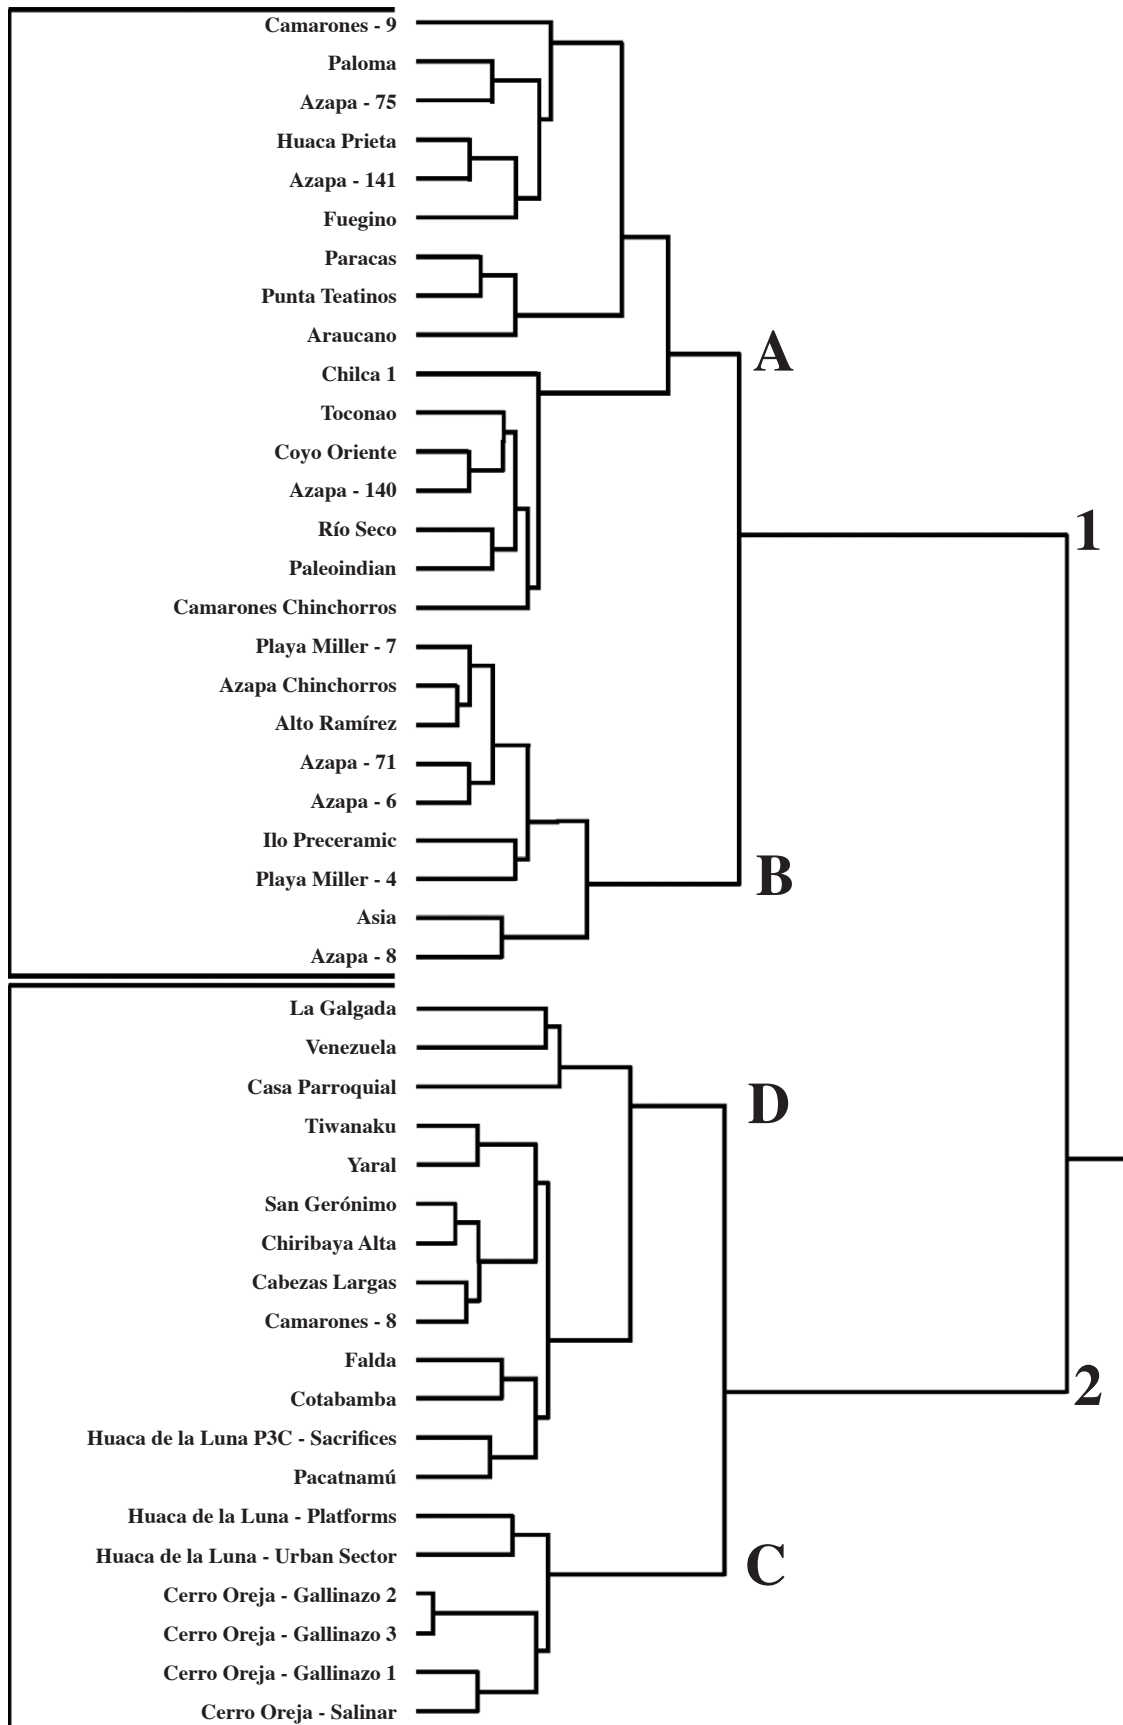 Camarones - 9
Paloma
Azapa - 75
Huaca Prieta
Azapa - 141
Fuegino
Paracas
Punta Teatinos
Araucano
A
Chilca 1
Toconao
Coyo Oriente
Azapa - 140
Río Seco
1
Paleoindian
Camarones Chinchorros
Playa Miller - 7
Azapa Chinchorros
Alto Ramírez
Azapa - 71
Azapa - 6
Ilo Preceramic
Playa Miller - 4
B
Asia
Azapa - 8
La Galgada
Venezuela
Casa Parroquial
D
Tiwanaku
Yaral
San Gerónimo
Chiribaya Alta
Cabezas Largas
Camarones - 8
Falda
2
Cotabamba
Huaca de la Luna P3C - Sacrifices
Pacatnamú
Huaca de la Luna - Platforms
Huaca de la Luna - Urban Sector
C
Cerro Oreja - Gallinazo 2
Cerro Oreja - Gallinazo 3
Cerro Oreja - Gallinazo 1
Cerro Oreja - Salinar